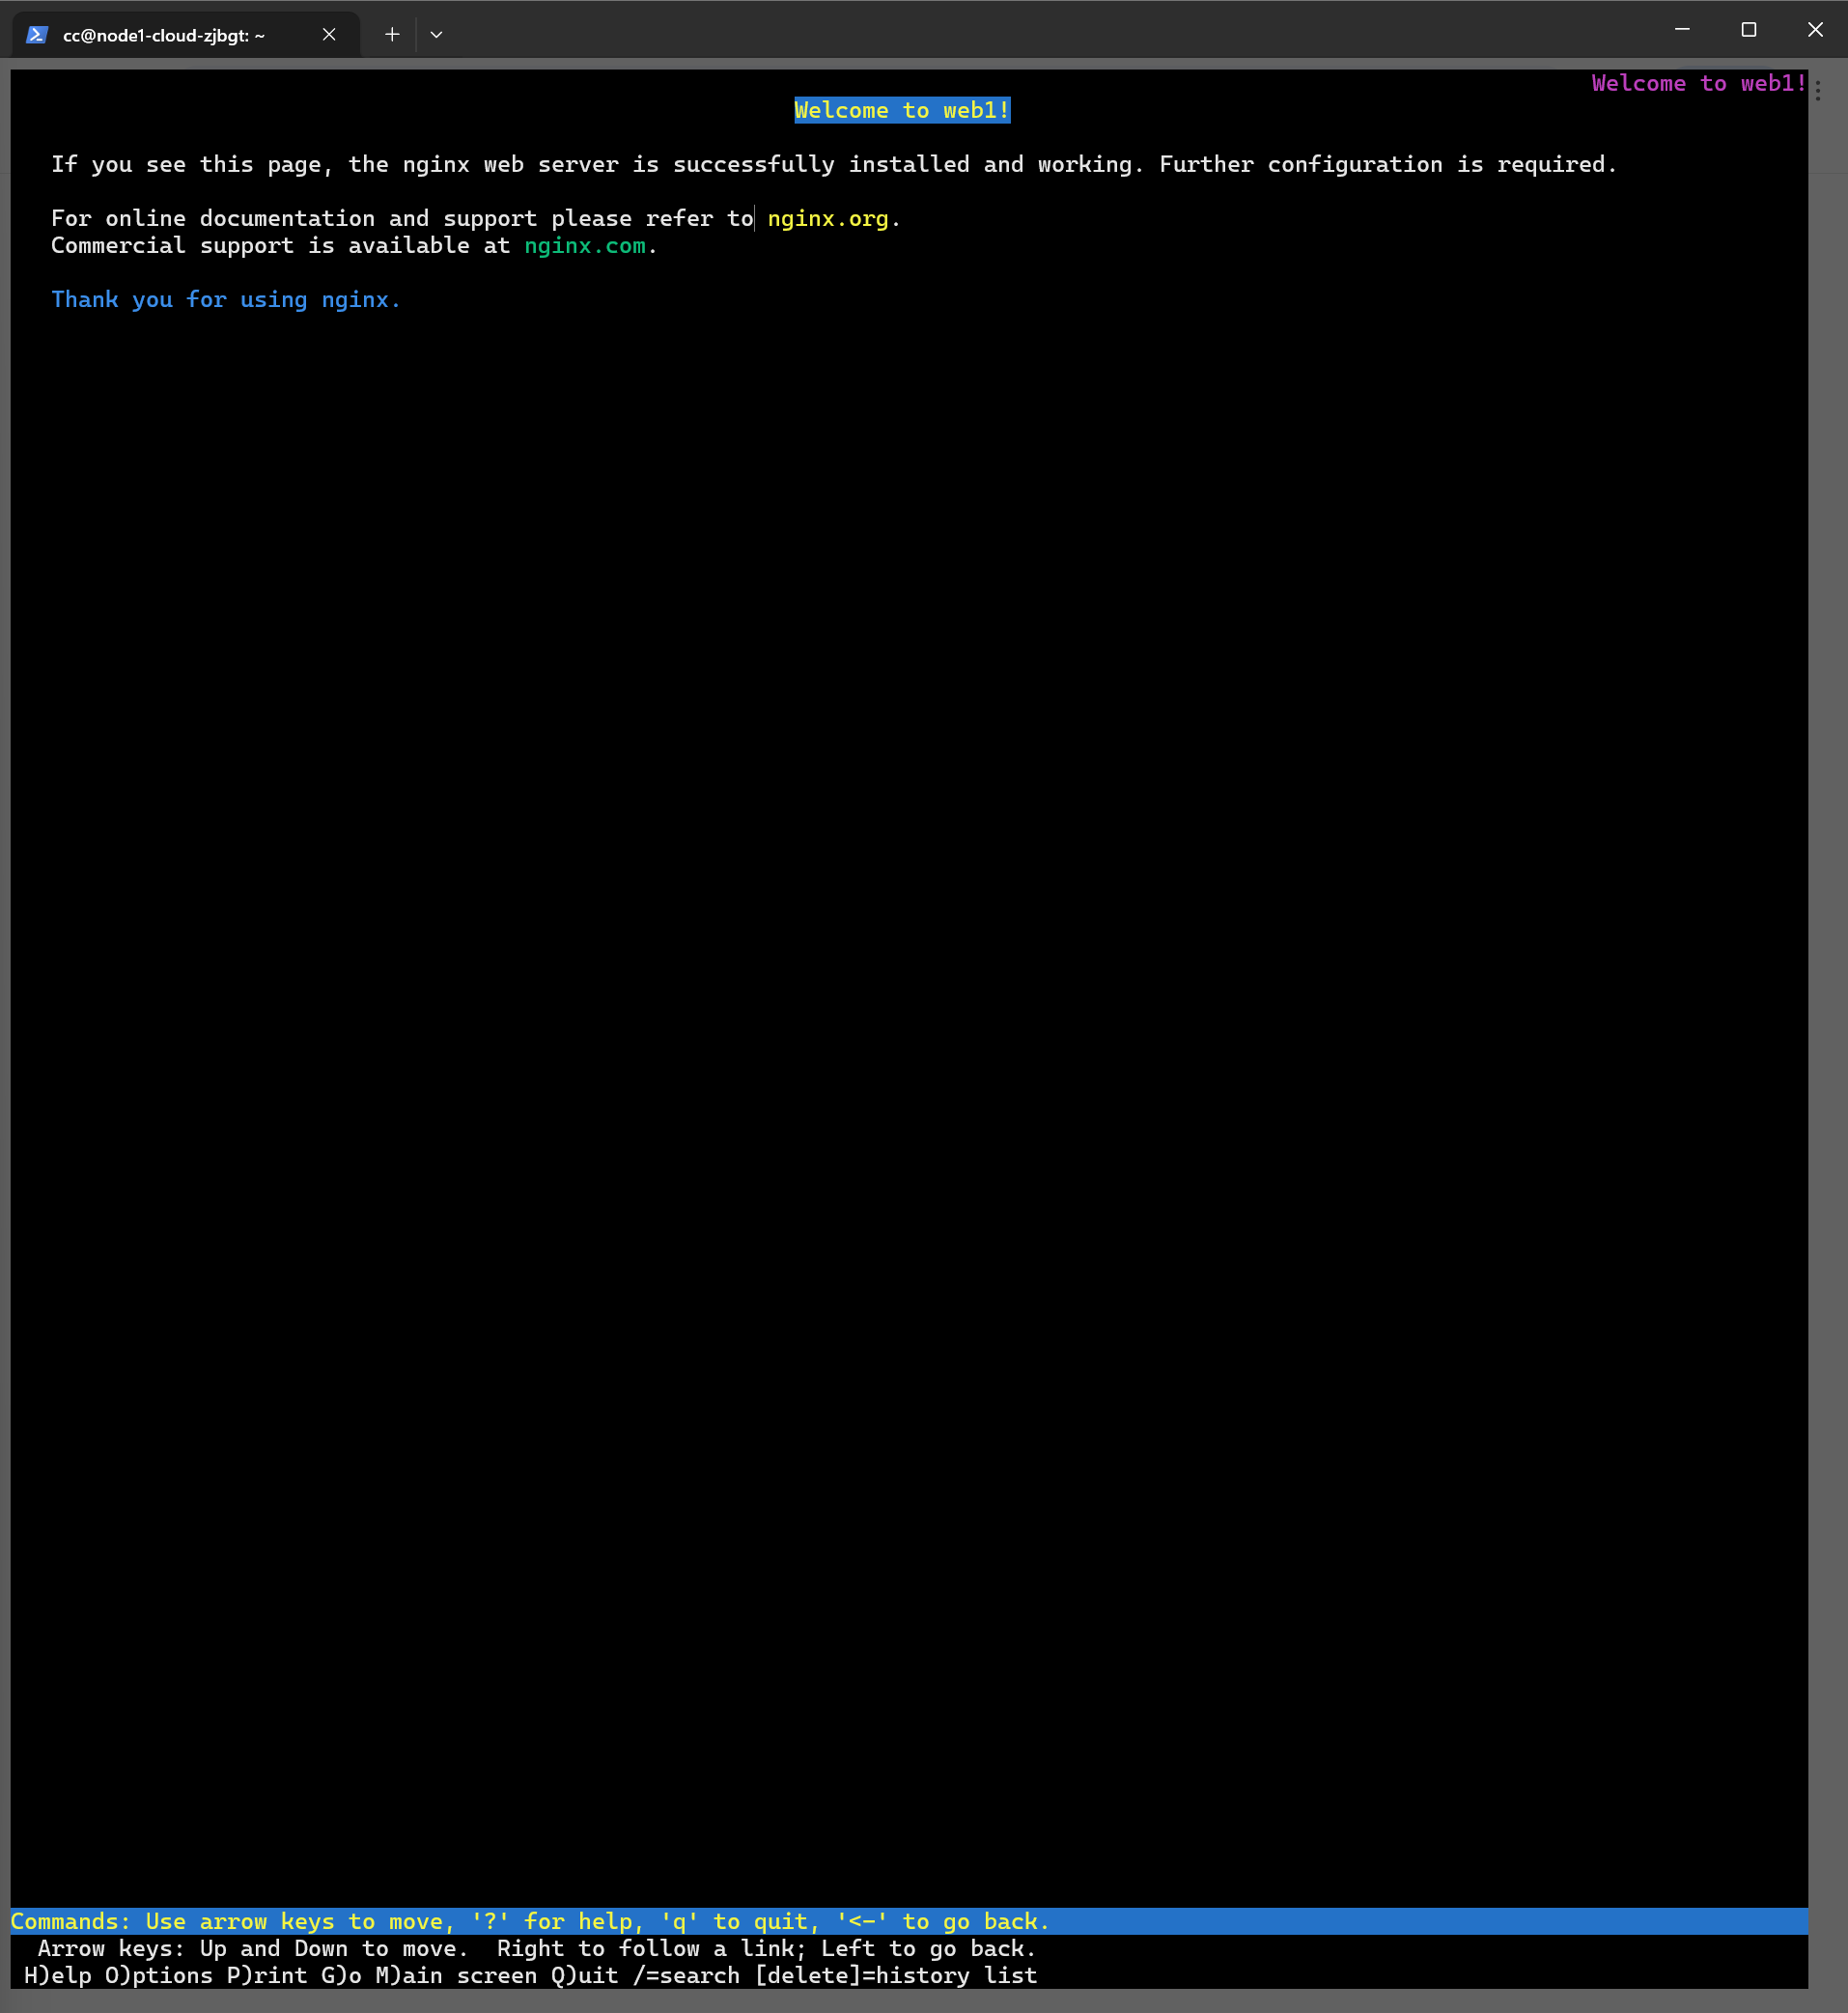 cc@node1-cloud-zjbgt: ~
Welcome to web1!
Welcome to web1!
If you see this page, the nginx web server is successfully installed and working. Further configuration is required.
For online documentation and support please refer to nginx.org.
Commercial support is available at nginx.com.
Thank you for using nginx.
Commands: Use arrow keys to move, '?' for help, 'q' to quit, '<-' to go back.
Arrow keys: Up and Down to move.  Right to follow a link; Left to go back.
H)elp O)ptions P)rint G)o M)ain screen Q)uit /=search [delete]=history list